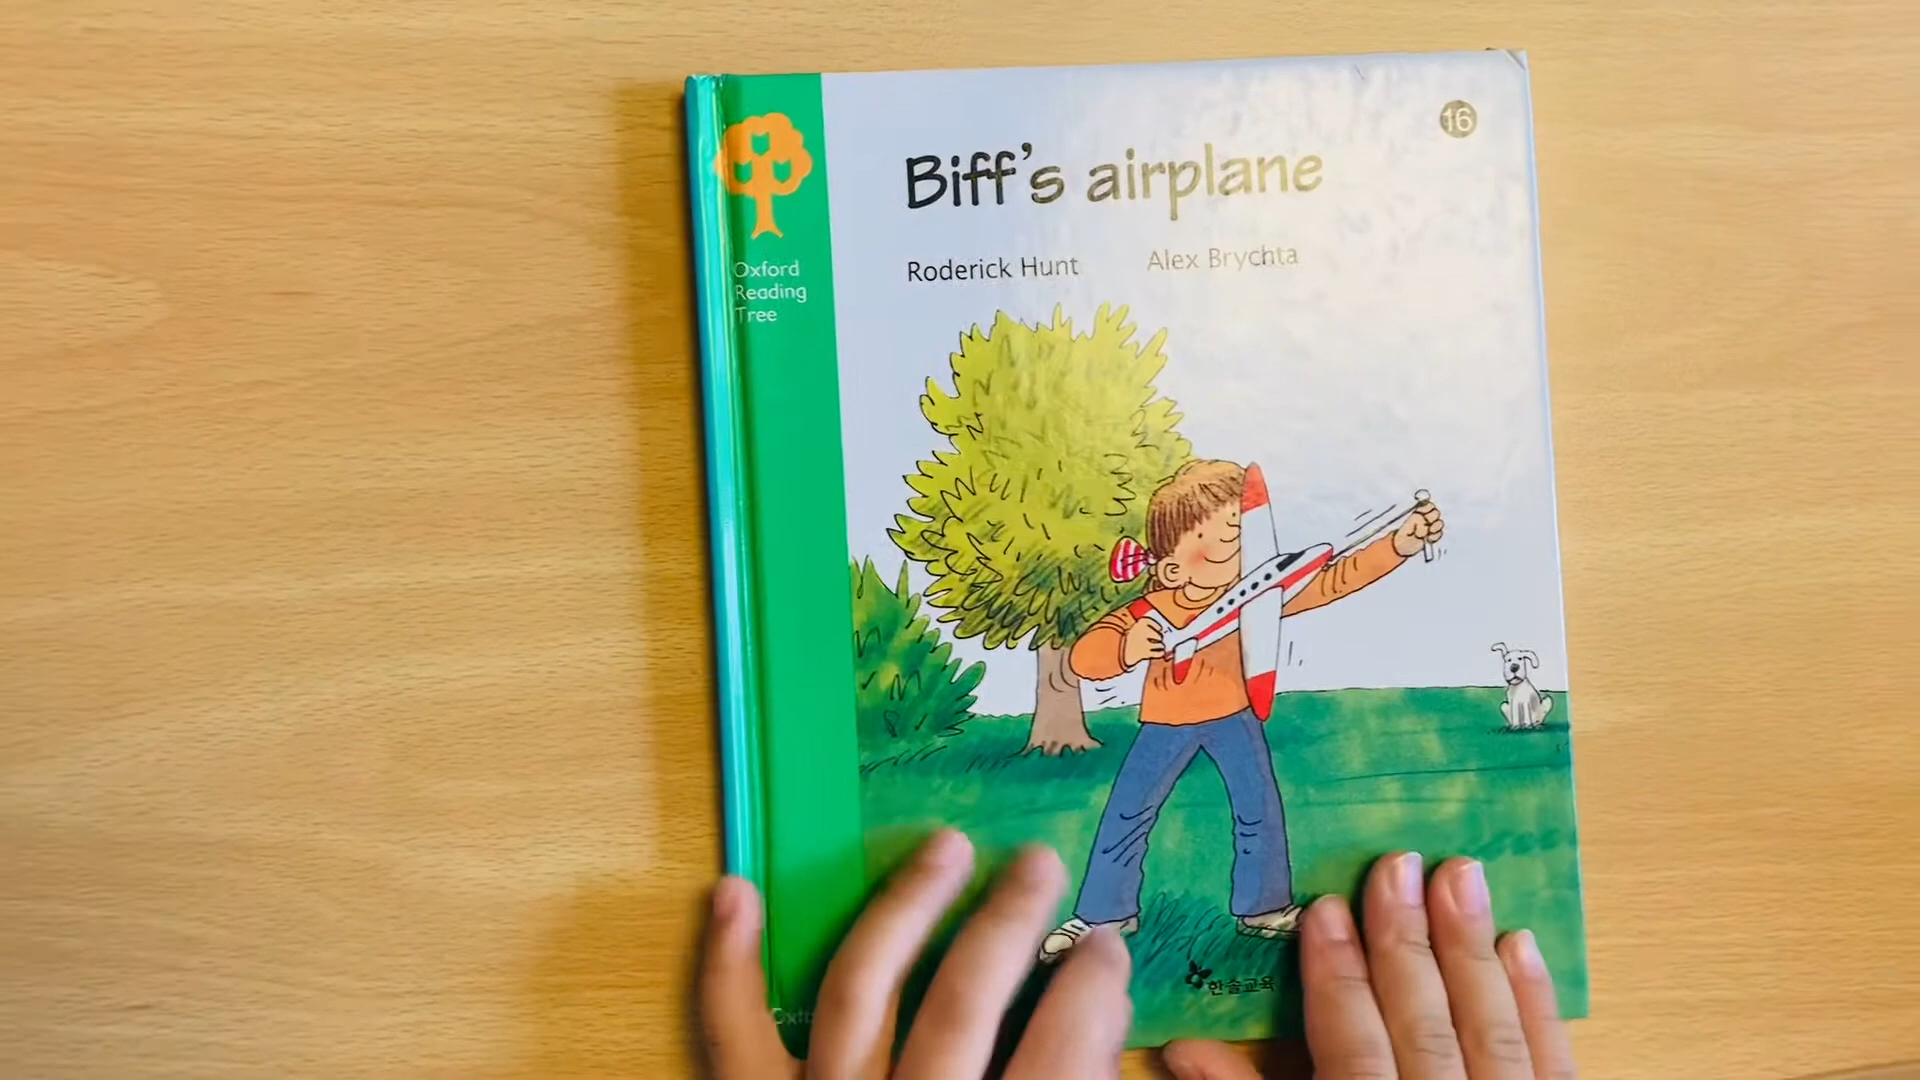 16
Biff's airplane
Roderick Hunt Alex Brychta
Oxford
Reading
Tree
한솔교육